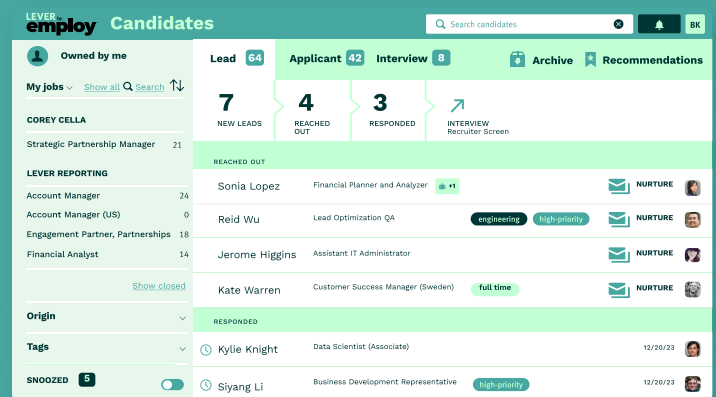 LEVER by
employ
Candidates
Search candidates
BK
Owned by me
My jobs
Show all
Search
COREY CELLA
Strategic Partnership Manager 21
LEVER REPORTING
Account Manager 24
Account Manager (US) 0
Engagement Partner, Partnerships 18
Financial Analyst 14
Show closed
Origin
Tags
SNOOZED 5
Lead 64
Applicant 42
Interview 8
Archive
Recommendations
7
NEW LEADS
4
REACHED
OUT
3
RESPONDED
INTERVIEW
Recruiter Screen
REACHED OUT
Sonia Lopez Financial Planner and Analyzer +1 NURTURE
Reid Wu Lead Optimization QA engineering high-priority NURTURE
Jerome Higgins Assistant IT Administrator NURTURE
Kate Warren Customer Success Manager (Sweden) full time NURTURE
RESPONDED
Kylie Knight Data Scientist (Associate) 12/20/23
Siyang Li Business Development Representative high-priority 12/20/23